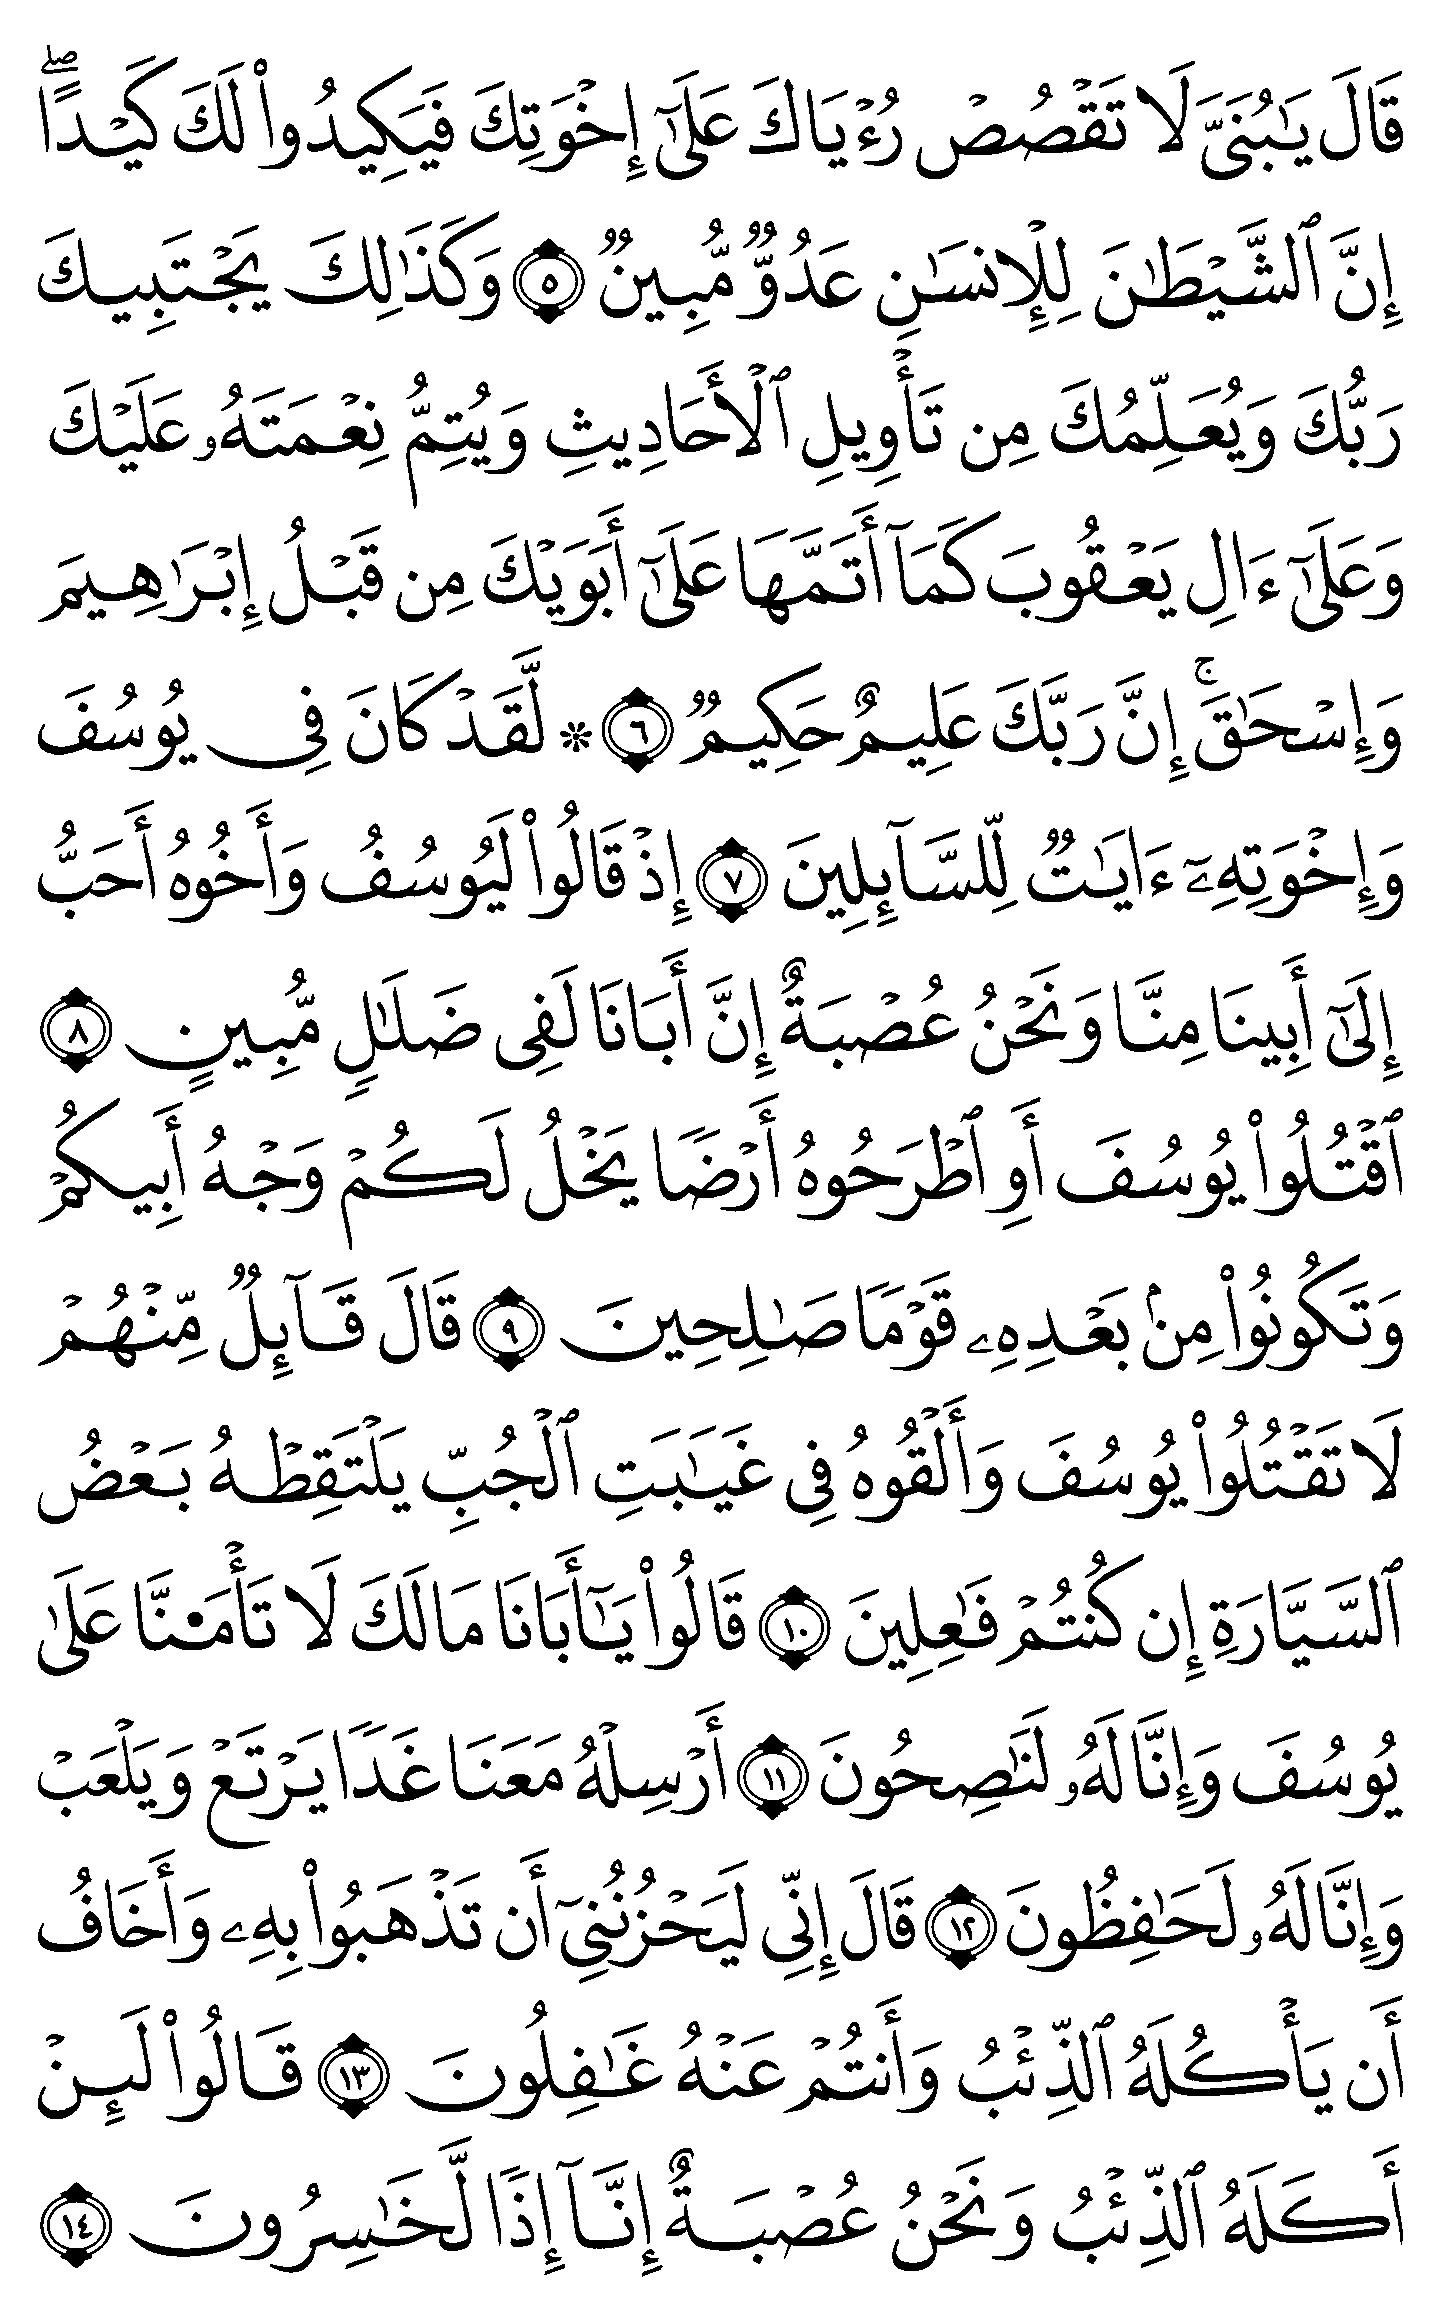 قَالَ يَـٰبُنَىَّ لَا تَقْصُصْ رُءْيَاكَ عَلَىٰٓ إِخْوَتِكَ فَيَكِيدُوا۟ لَكَ كَيْدًا ۖ
إِنَّ ٱلشَّيْطَـٰنَ لِلْإِنسَـٰنِ عَدُوٌّ مُّبِينٌ ٥ وَكَذَٰلِكَ يَجْتَبِيكَ
رَبُّكَ وَيُعَلِّمُكَ مِن تَأْوِيلِ ٱلْأَحَادِيثِ وَيُتِمُّ نِعْمَتَهُۥ عَلَيْكَ
وَعَلَىٰٓ ءَالِ يَعْقُوبَ كَمَآ أَتَمَّهَا عَلَىٰٓ أَبَوَيْكَ مِن قَبْلُ إِبْرَٰهِيمَ
وَإِسْحَـٰقَ ۚ إِنَّ رَبَّكَ عَلِيمٌ حَكِيمٌ ٦ ۞ لَّقَدْ كَانَ فِى يُوسُفَ
وَإِخْوَتِهِۦٓ ءَايَـٰتٌ لِّلسَّآئِلِينَ ٧ إِذْ قَالُوا۟ لَيُوسُفُ وَأَخُوهُ أَحَبُّ
إِلَىٰٓ أَبِينَا مِنَّا وَنَحْنُ عُصْبَةٌ إِنَّ أَبَانَا لَفِى ضَلَـٰلٍ مُّبِينٍ ٨
ٱقْتُلُوا۟ يُوسُفَ أَوِ ٱطْرَحُوهُ أَرْضًا يَخْلُ لَكُمْ وَجْهُ أَبِيكُمْ
وَتَكُونُوا۟ مِنۢ بَعْدِهِۦ قَوْمًا صَـٰلِحِينَ ٩ قَالَ قَآئِلٌ مِّنْهُمْ
لَا تَقْتُلُوا۟ يُوسُفَ وَأَلْقُوهُ فِى غَيَـٰبَتِ ٱلْجُبِّ يَلْتَقِطْهُ بَعْضُ
ٱلسَّيَّارَةِ إِن كُنتُمْ فَـٰعِلِينَ ١٠ قَالُوا۟ يَـٰٓأَبَانَا مَا لَكَ لَا تَأْمَ۫نَّا عَلَىٰ
يُوسُفَ وَإِنَّا لَهُۥ لَنَـٰصِحُونَ ١١ أَرْسِلْهُ مَعَنَا غَدًا يَرْتَعْ وَيَلْعَبْ
وَإِنَّا لَهُۥ لَحَـٰفِظُونَ ١٢ قَالَ إِنِّى لَيَحْزُنُنِىٓ أَن تَذْهَبُوا۟ بِهِۦ وَأَخَافُ
أَن يَأْكُلَهُ ٱلذِّئْبُ وَأَنتُمْ عَنْهُ غَـٰفِلُونَ ١٣ قَالُوا۟ لَئِنْ
أَكَلَهُ ٱلذِّئْبُ وَنَحْنُ عُصْبَةٌ إِنَّآ إِذًا لَّخَـٰسِرُونَ ١٤